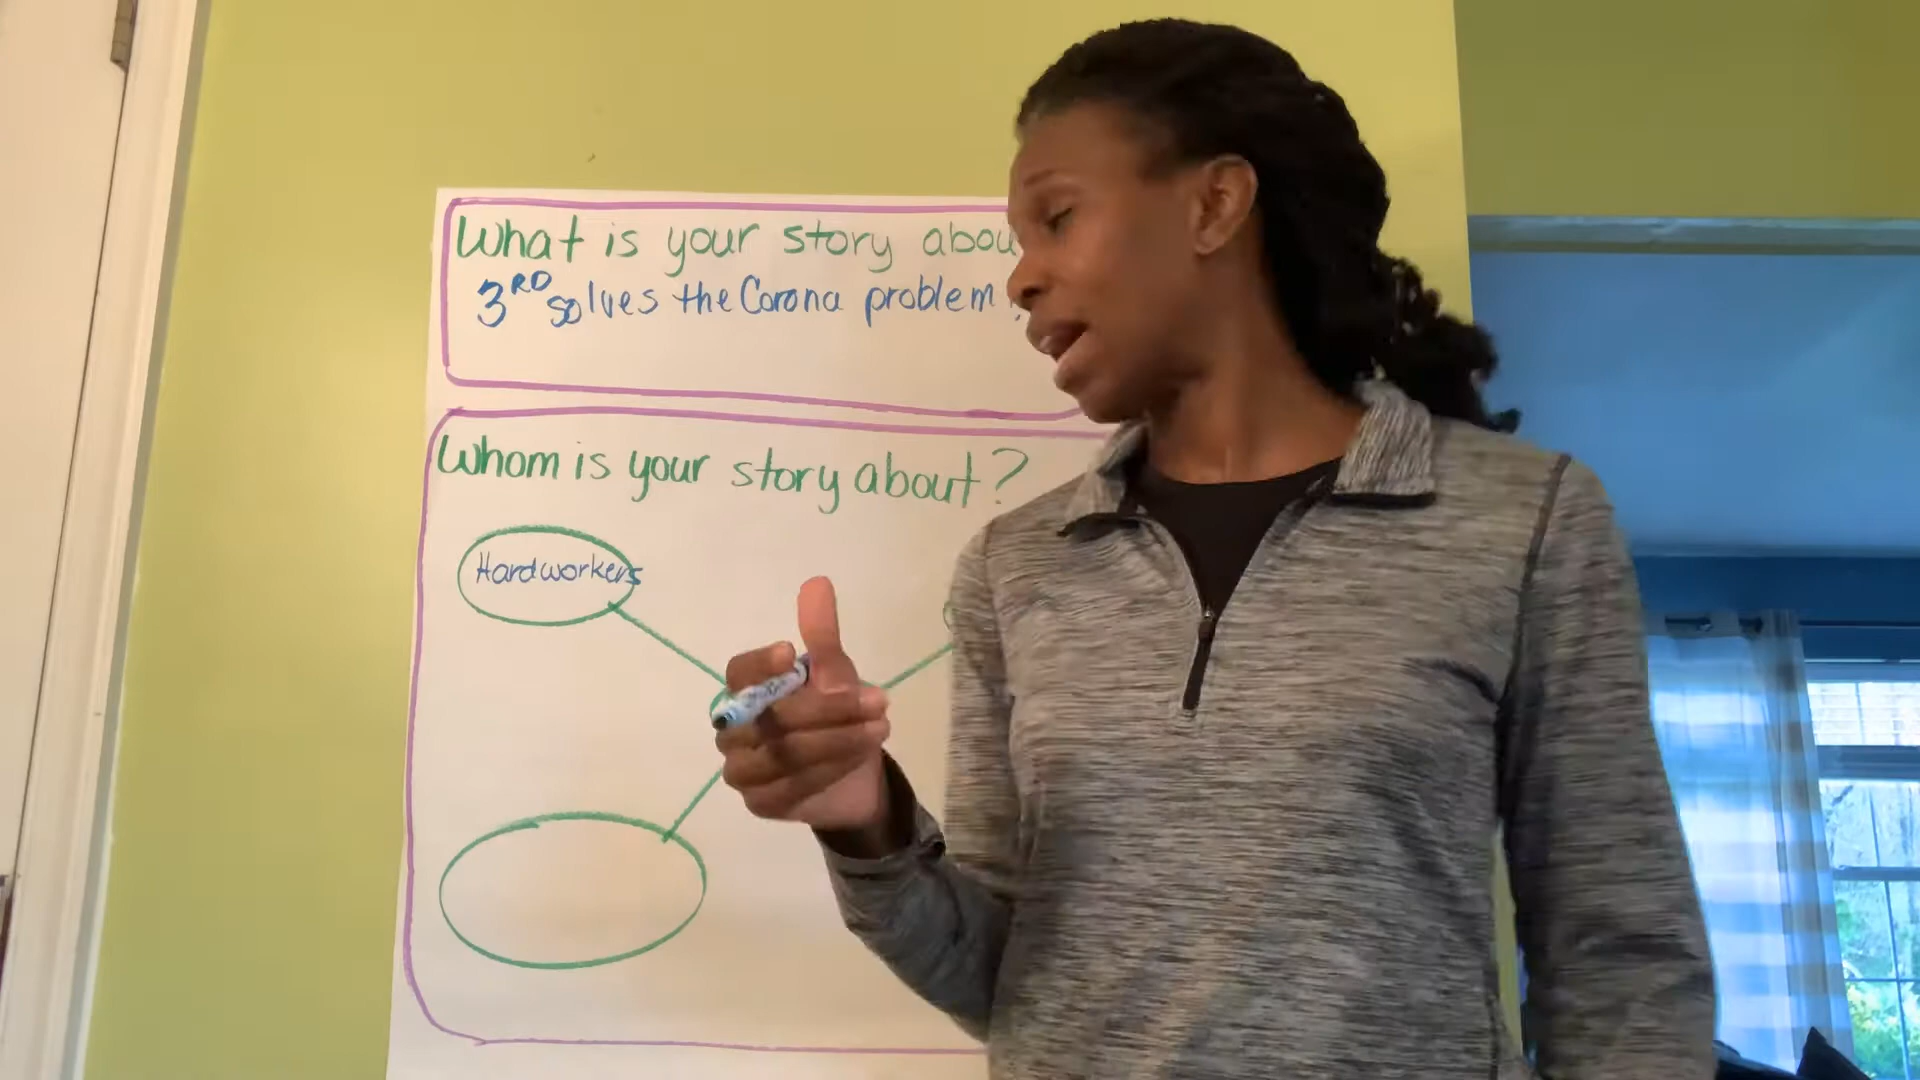 What is your story abou
3RD solves the Corona problem!
Whom is your story about?
Hardworkers